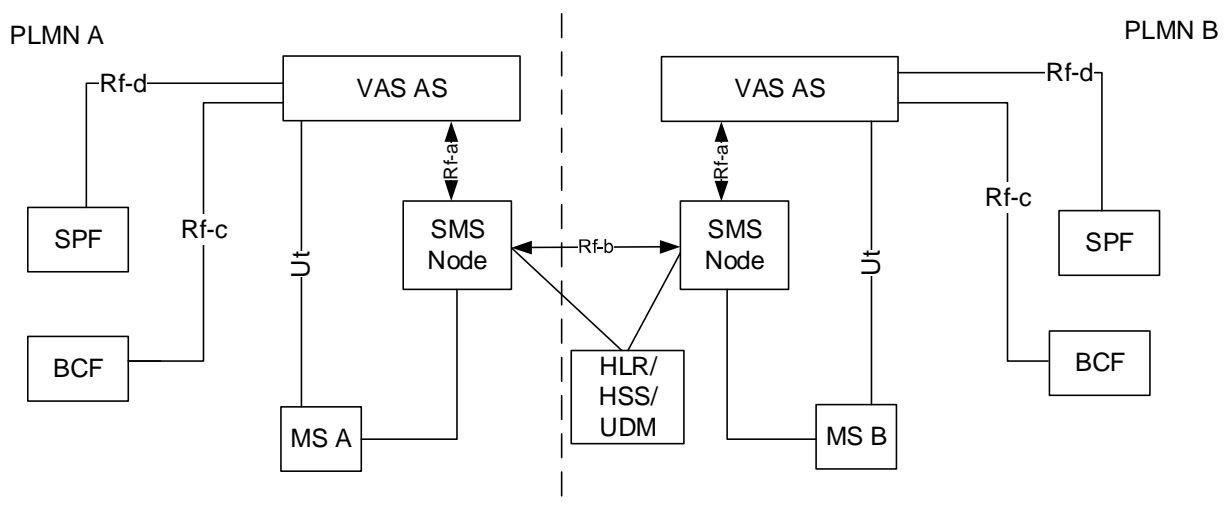 PLMN A
PLMN B
Rf-d
VAS AS
VAS AS
Rf-d
Rf-a
Rf-a
SPF
Rf-c
Ut
SMS
Node
Rf-b
SMS
Node
Ut
Rf-c
SPF
BCF
HLR/
HSS/
UDM
BCF
MS A
MS B